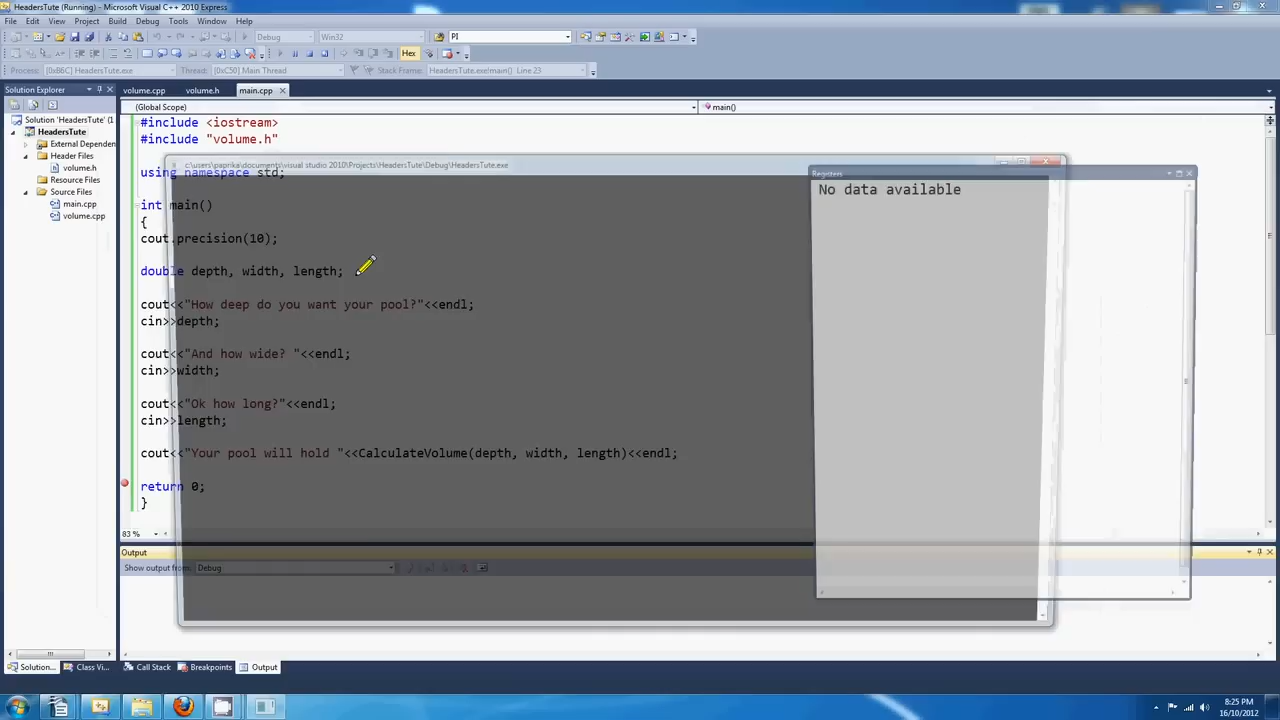 HeadersTute (Running) - Microsoft Visual C++ 2010 Express
File Edit View Project Build Debug Tools Window Help
Debug Win32 PI
Hex
Process: [0xB6C] HeadersTute.exe Thread: [0xC50] Main Thread Stack Frame: HeadersTute.exe!main() Line 23
Solution Explorer
volume.cpp volume.h main.cpp
(Global Scope) main()
Solution 'HeadersTute' (1 pro
HeadersTute
External Depender
Header Files
volume.h
Resource Files
Source Files
main.cpp
volume.cpp
#include <iostream>
#include "volume.h"
c:\users\paprika\documents\visual studio 2010\Projects\HeadersTute\Debug\HeadersTute.exe
using namespace std;
int main()
{
cout.precision(10);
double depth, width, length;
cout<<"How deep do you want your pool?"<<endl;
cin>>depth;
cout<<"And how wide? "<<endl;
cin>>width;
cout<<"Ok how long?"<<endl;
cin>>length;
cout<<"Your pool will hold "<<CalculateVolume(depth, width, length)<<endl;
return 0;
}
Registers
No data available
83 %
Output
Show output from: Debug
Solution... Class Vi... Call Stack Breakpoints Output
8:25 PM
16/10/2012